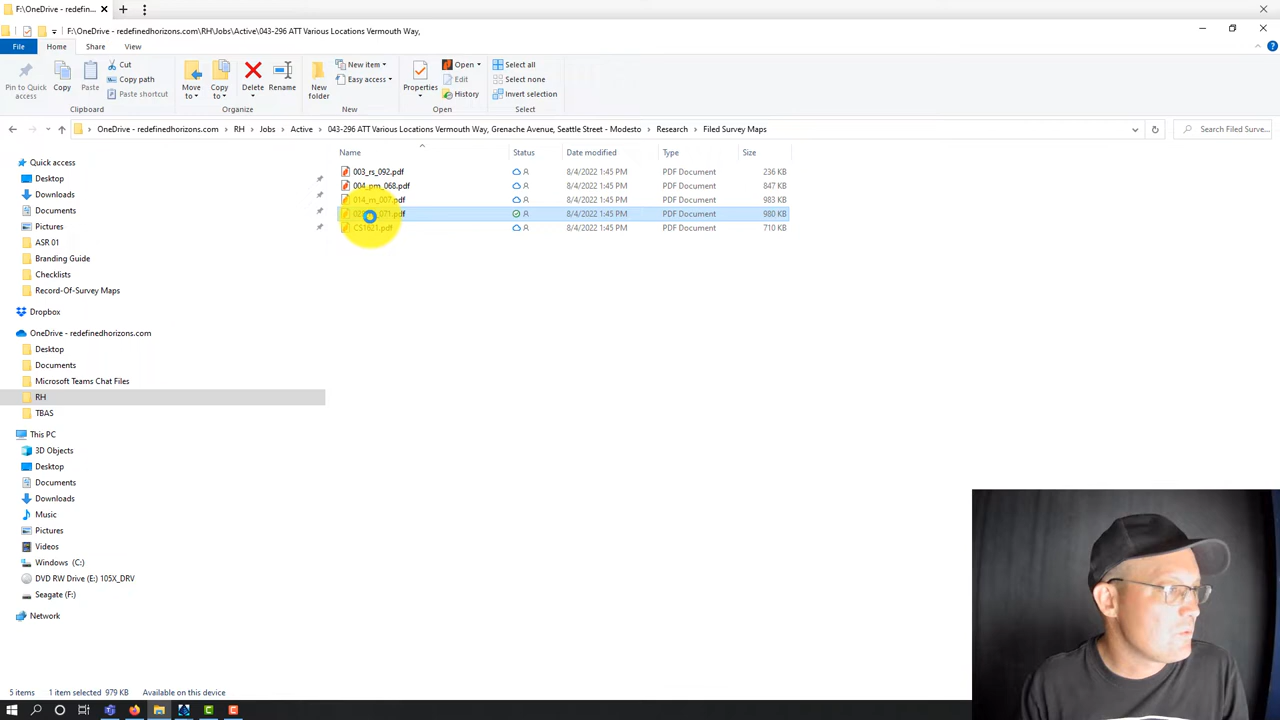 F:\OneDrive - redefinedhorizons.c
F:\OneDrive - redefinedhorizons.com\RH\Jobs\Active\043-296 ATT Various Locations Vermouth Way,
File Home Share View
Pin to Quick access
Copy
Paste
Cut
Copy path
Paste shortcut
Clipboard
Move to
Copy to
Delete
Rename
Organize
New folder
New item
Easy access
New
Properties
Open
Edit
History
Open
Select all
Select none
Invert selection
Select
OneDrive - redefinedhorizons.com RH Jobs Active 043-296 ATT Various Locations Vermouth Way, Grenache Avenue, Seattle Street - Modesto Research Filed Survey Maps
Search Filed Surve...
Name Status Date modified Type Size
003_rs_092.pdf 8/4/2022 1:45 PM PDF Document 236 KB
004_pm_068.pdf 8/4/2022 1:45 PM PDF Document 847 KB
014_m_007.pdf 8/4/2022 1:45 PM PDF Document 983 KB
071.pdf 8/4/2022 1:45 PM PDF Document 980 KB
CS1621.pdf 8/4/2022 1:45 PM PDF Document 710 KB
Quick access
Desktop
Downloads
Documents
Pictures
ASR 01
Branding Guide
Checklists
Record-Of-Survey Maps
Dropbox
OneDrive - redefinedhorizons.com
Desktop
Documents
Microsoft Teams Chat Files
RH
TBAS
This PC
3D Objects
Desktop
Documents
Downloads
Music
Pictures
Videos
Windows (C:)
DVD RW Drive (E:) 105X_DRV
Seagate (F:)
Network
5 items 1 item selected 979 KB Available on this device